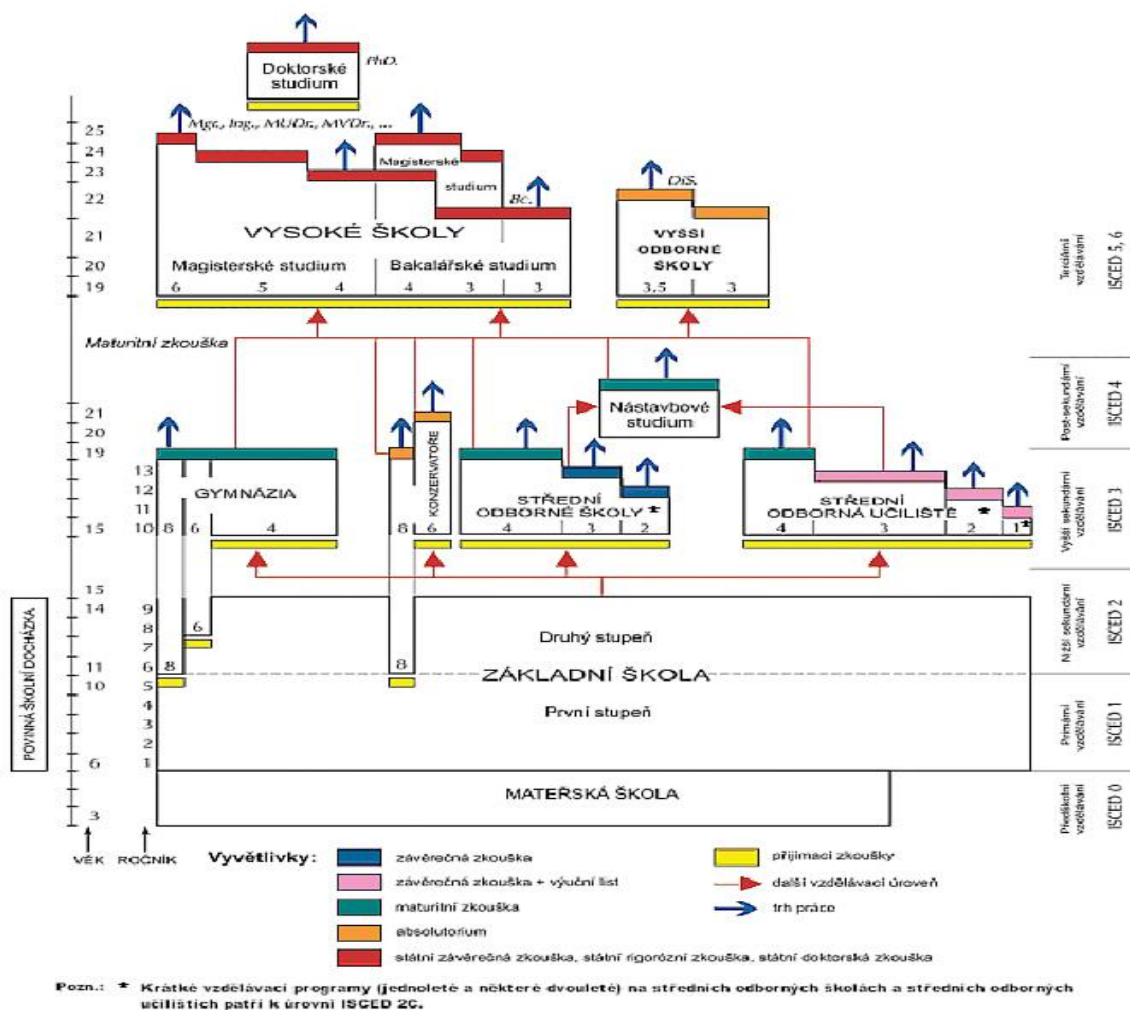 Doktorské
studium
PhD.
Mgr., Ing., MUDr., MVDr., ...
Magisterské
studium
Bc.
DiS.
VYSOKÉ ŠKOLY
Magisterské studium
Bakalářské studium
6 5 4 4 3 3
VYŠŠÍ
ODBORNÉ
ŠKOLY
3,5 3
25
24
23
22
21
20
19
Maturitní zkouška
Nástavbové
studium
21
20
19
15
13
12
11
10
GYMNÁZIA
8 6 4
KONZERVATOŘE
8 6
STŘEDNÍ
ODBORNÉ ŠKOLY *
4 3 2
STŘEDNÍ
ODBORNÁ UČILIŠTĚ *
4 3 2 1*
15
14
11
10
6
3
9
8
7
6
5
4
3
2
1
6
8
8
Druhý stupeň
ZÁKLADNÍ ŠKOLA
První stupeň
MATEŘSKÁ ŠKOLA
POVINNÁ ŠKOLNÍ DOCHÁZKA
VĚK ROČNÍK
Terciární
vzdělávání
ISCED 5, 6
Post-sekundární
vzdělávání
ISCED 4
Vyšší sekundární
vzdělávání
ISCED 3
Nižší sekundární
vzdělávání
ISCED 2
Primární
vzdělávání
ISCED 1
Předškolní
vzdělávání
ISCED 0
Vyvětlivky:
závěrečná zkouška
závěrečná zkouška + výuční list
maturitní zkouška
absolutorium
státní závěrečná zkouška, státní rigorózní zkouška, státní doktorská zkouška
přijímací zkoušky
další vzdělávací úroveň
trh práce
Pozn.: * Krátké vzdělávací programy (jednoleté a některé dvouleté) na středních odborných školách a středních odborných
učilištích patří k úrovni ISCED 2C.